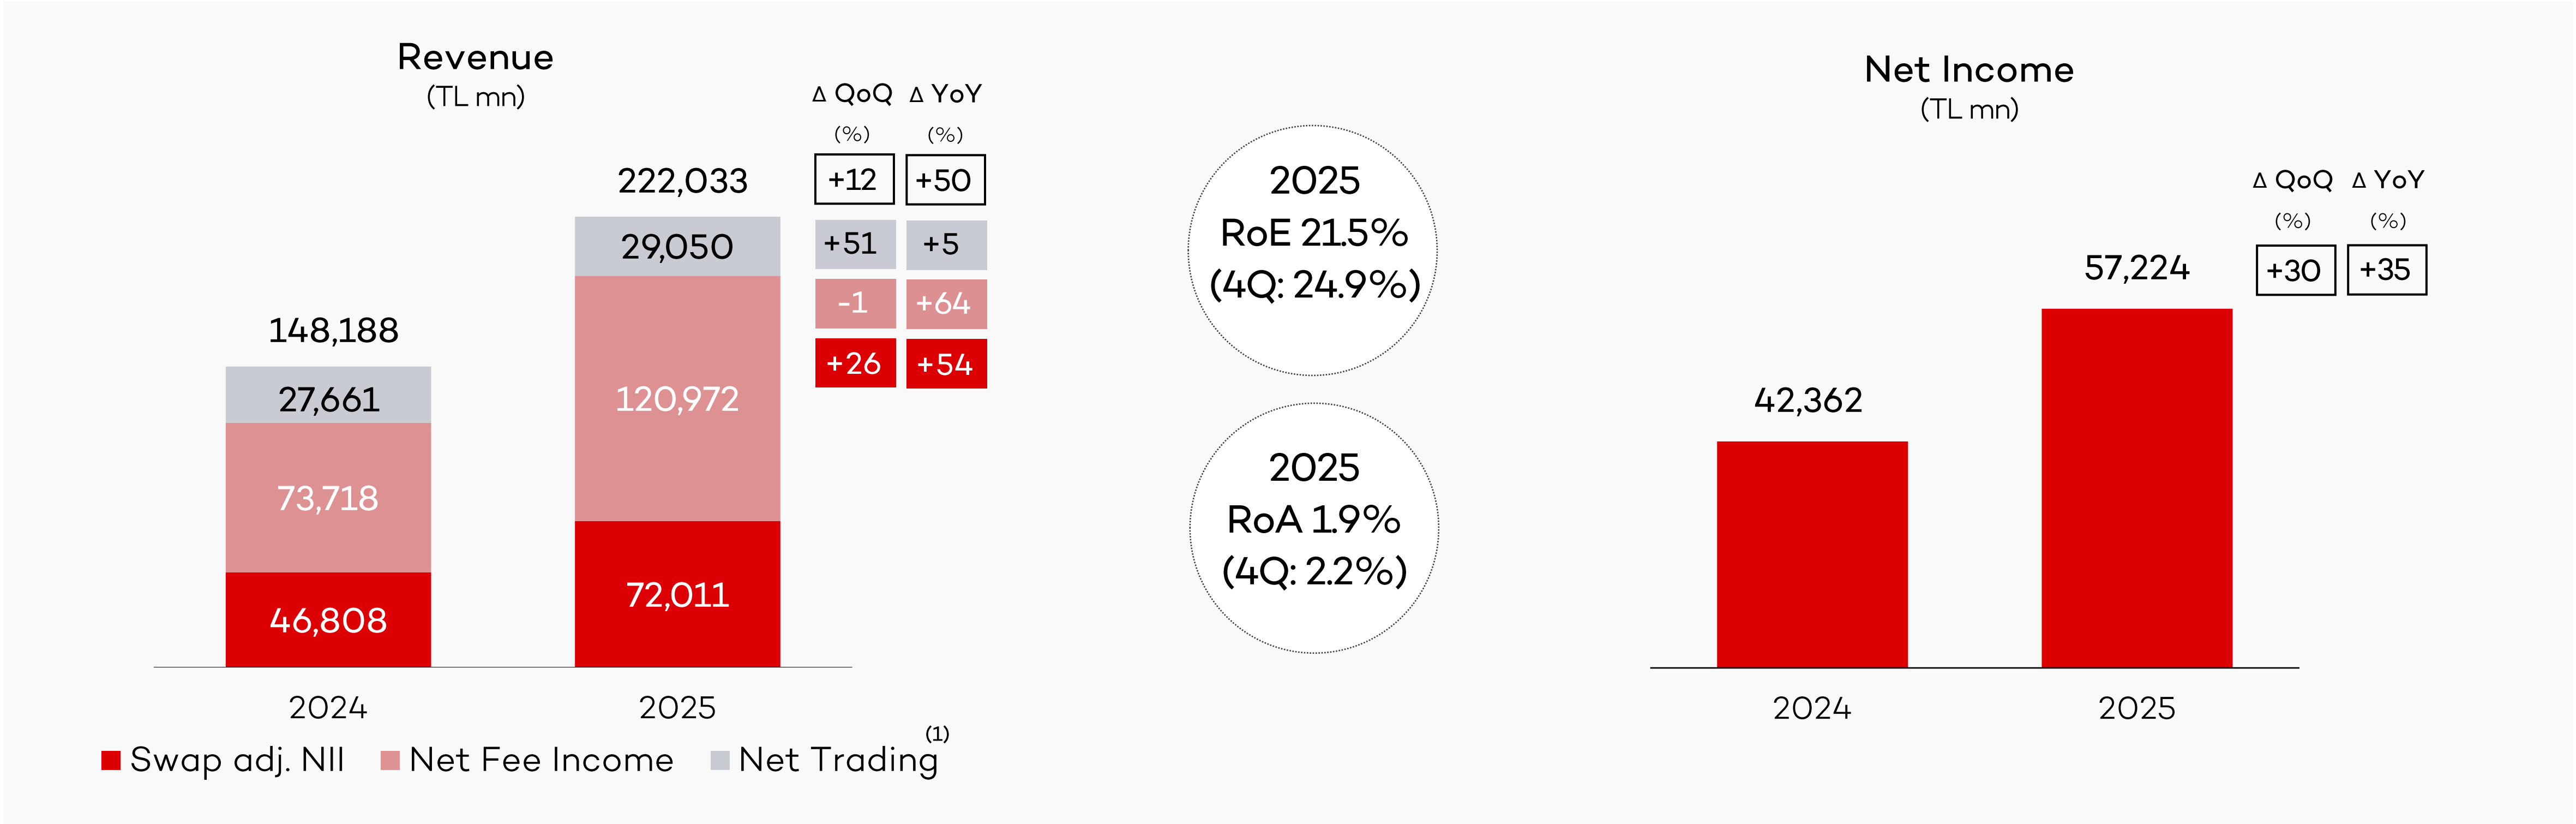 Revenue
(TL mn)
Δ QoQ Δ YoY
(%) (%)
222,033 +12 +50
29,050 +51 +5
-1 +64
148,188
+26 +54
27,661
120,972
73,718
72,011
46,808
2024 2025
Swap adj. NII Net Fee Income Net Trading(1)
2025
RoE 21.5%
(4Q: 24.9%)
2025
RoA 1.9%
(4Q: 2.2%)
Net Income
(TL mn)
Δ QoQ Δ YoY
(%) (%)
57,224 +30 +35
42,362
2024 2025